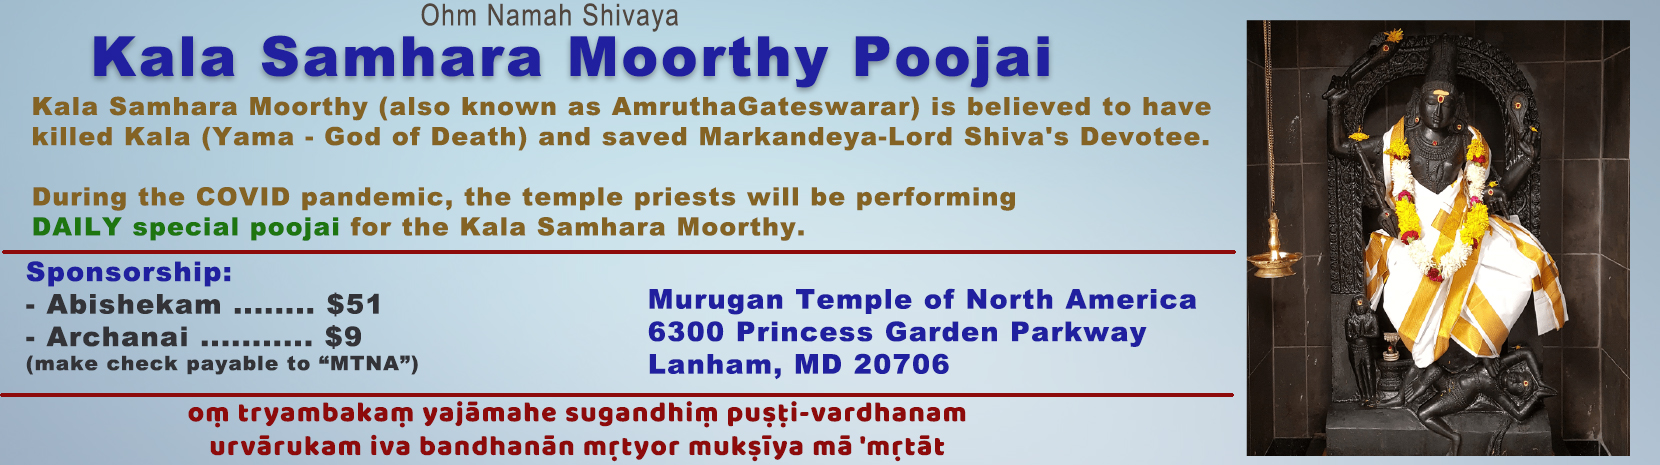 Ohm Namah Shivaya
Kala Samhara Moorthy Poojai
Kala Samhara Moorthy (also known as AmruthaGateswarar) is believed to have
killed Kala (Yama - God of Death) and saved Markandeya-Lord Shiva's Devotee.
During the COVID pandemic, the temple priests will be performing
DAILY special poojai for the Kala Samhara Moorthy.
Sponsorship:
- Abishekam ........ $51
- Archanai ........... $9
(make check payable to “MTNA”)
Murugan Temple of North America
6300 Princess Garden Parkway
Lanham, MD 20706
oṃ tryambakaṃ yajāmahe sugandhiṃ puṣṭi-vardhanam
urvārukam iva bandhanān mṛtyor mukṣīya mā 'mṛtāt